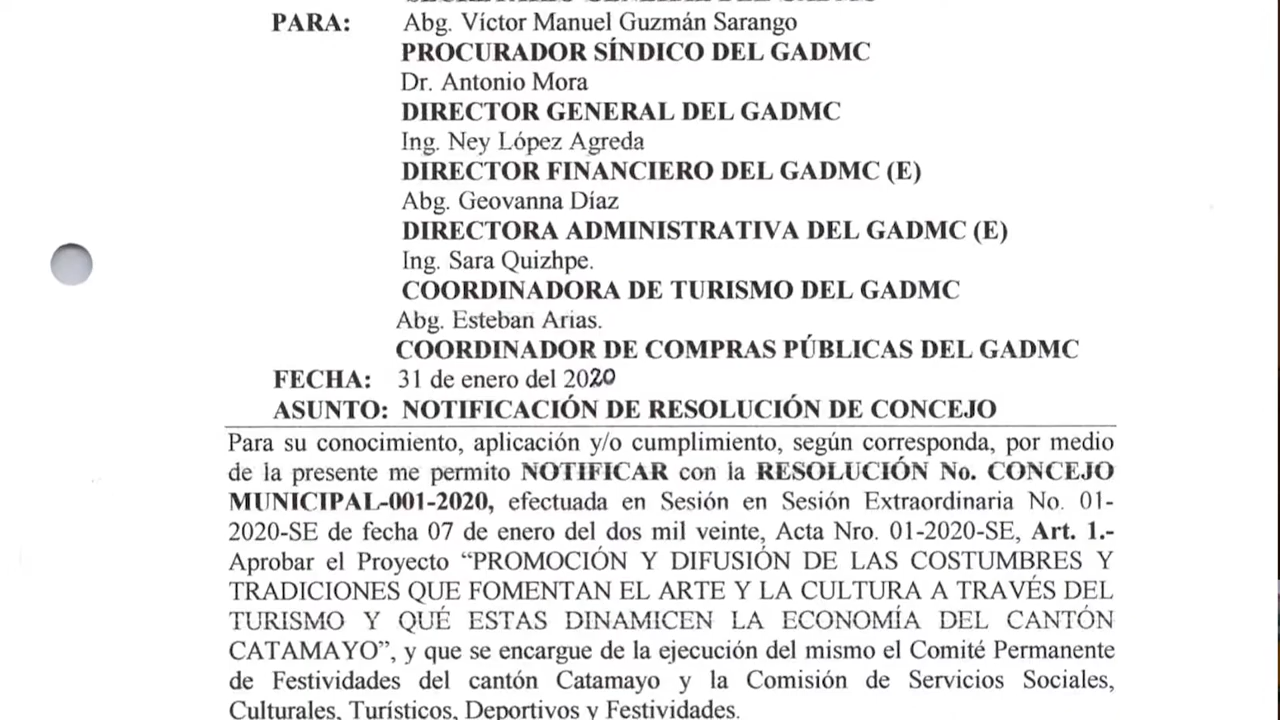 PARA: Abg. Víctor Manuel Guzmán Sarango
PROCURADOR SÍNDICO DEL GADMC
Dr. Antonio Mora
DIRECTOR GENERAL DEL GADMC
Ing. Ney López Agreda
DIRECTOR FINANCIERO DEL GADMC (E)
Abg. Geovanna Díaz
DIRECTORA ADMINISTRATIVA DEL GADMC (E)
Ing. Sara Quizhpe.
COORDINADORA DE TURISMO DEL GADMC
Abg. Esteban Arias.
COORDINADOR DE COMPRAS PÚBLICAS DEL GADMC
FECHA: 31 de enero del 2020
ASUNTO: NOTIFICACIÓN DE RESOLUCIÓN DE CONCEJO
Para su conocimiento, aplicación y/o cumplimiento, según corresponda, por medio
de la presente me permito NOTIFICAR con la RESOLUCIÓN No. CONCEJO
MUNICIPAL-001-2020, efectuada en Sesión en Sesión Extraordinaria No. 01-
2020-SE de fecha 07 de enero del dos mil veinte, Acta Nro. 01-2020-SE, Art. 1.-
Aprobar el Proyecto “PROMOCIÓN Y DIFUSIÓN DE LAS COSTUMBRES Y
TRADICIONES QUE FOMENTAN EL ARTE Y LA CULTURA A TRAVÉS DEL
TURISMO Y QUÉ ESTAS DINAMICEN LA ECONOMÍA DEL CANTÓN
CATAMAYO”, y que se encargue de la ejecución del mismo el Comité Permanente
de Festividades del cantón Catamayo y la Comisión de Servicios Sociales,
Culturales, Turísticos, Deportivos y Festividades.